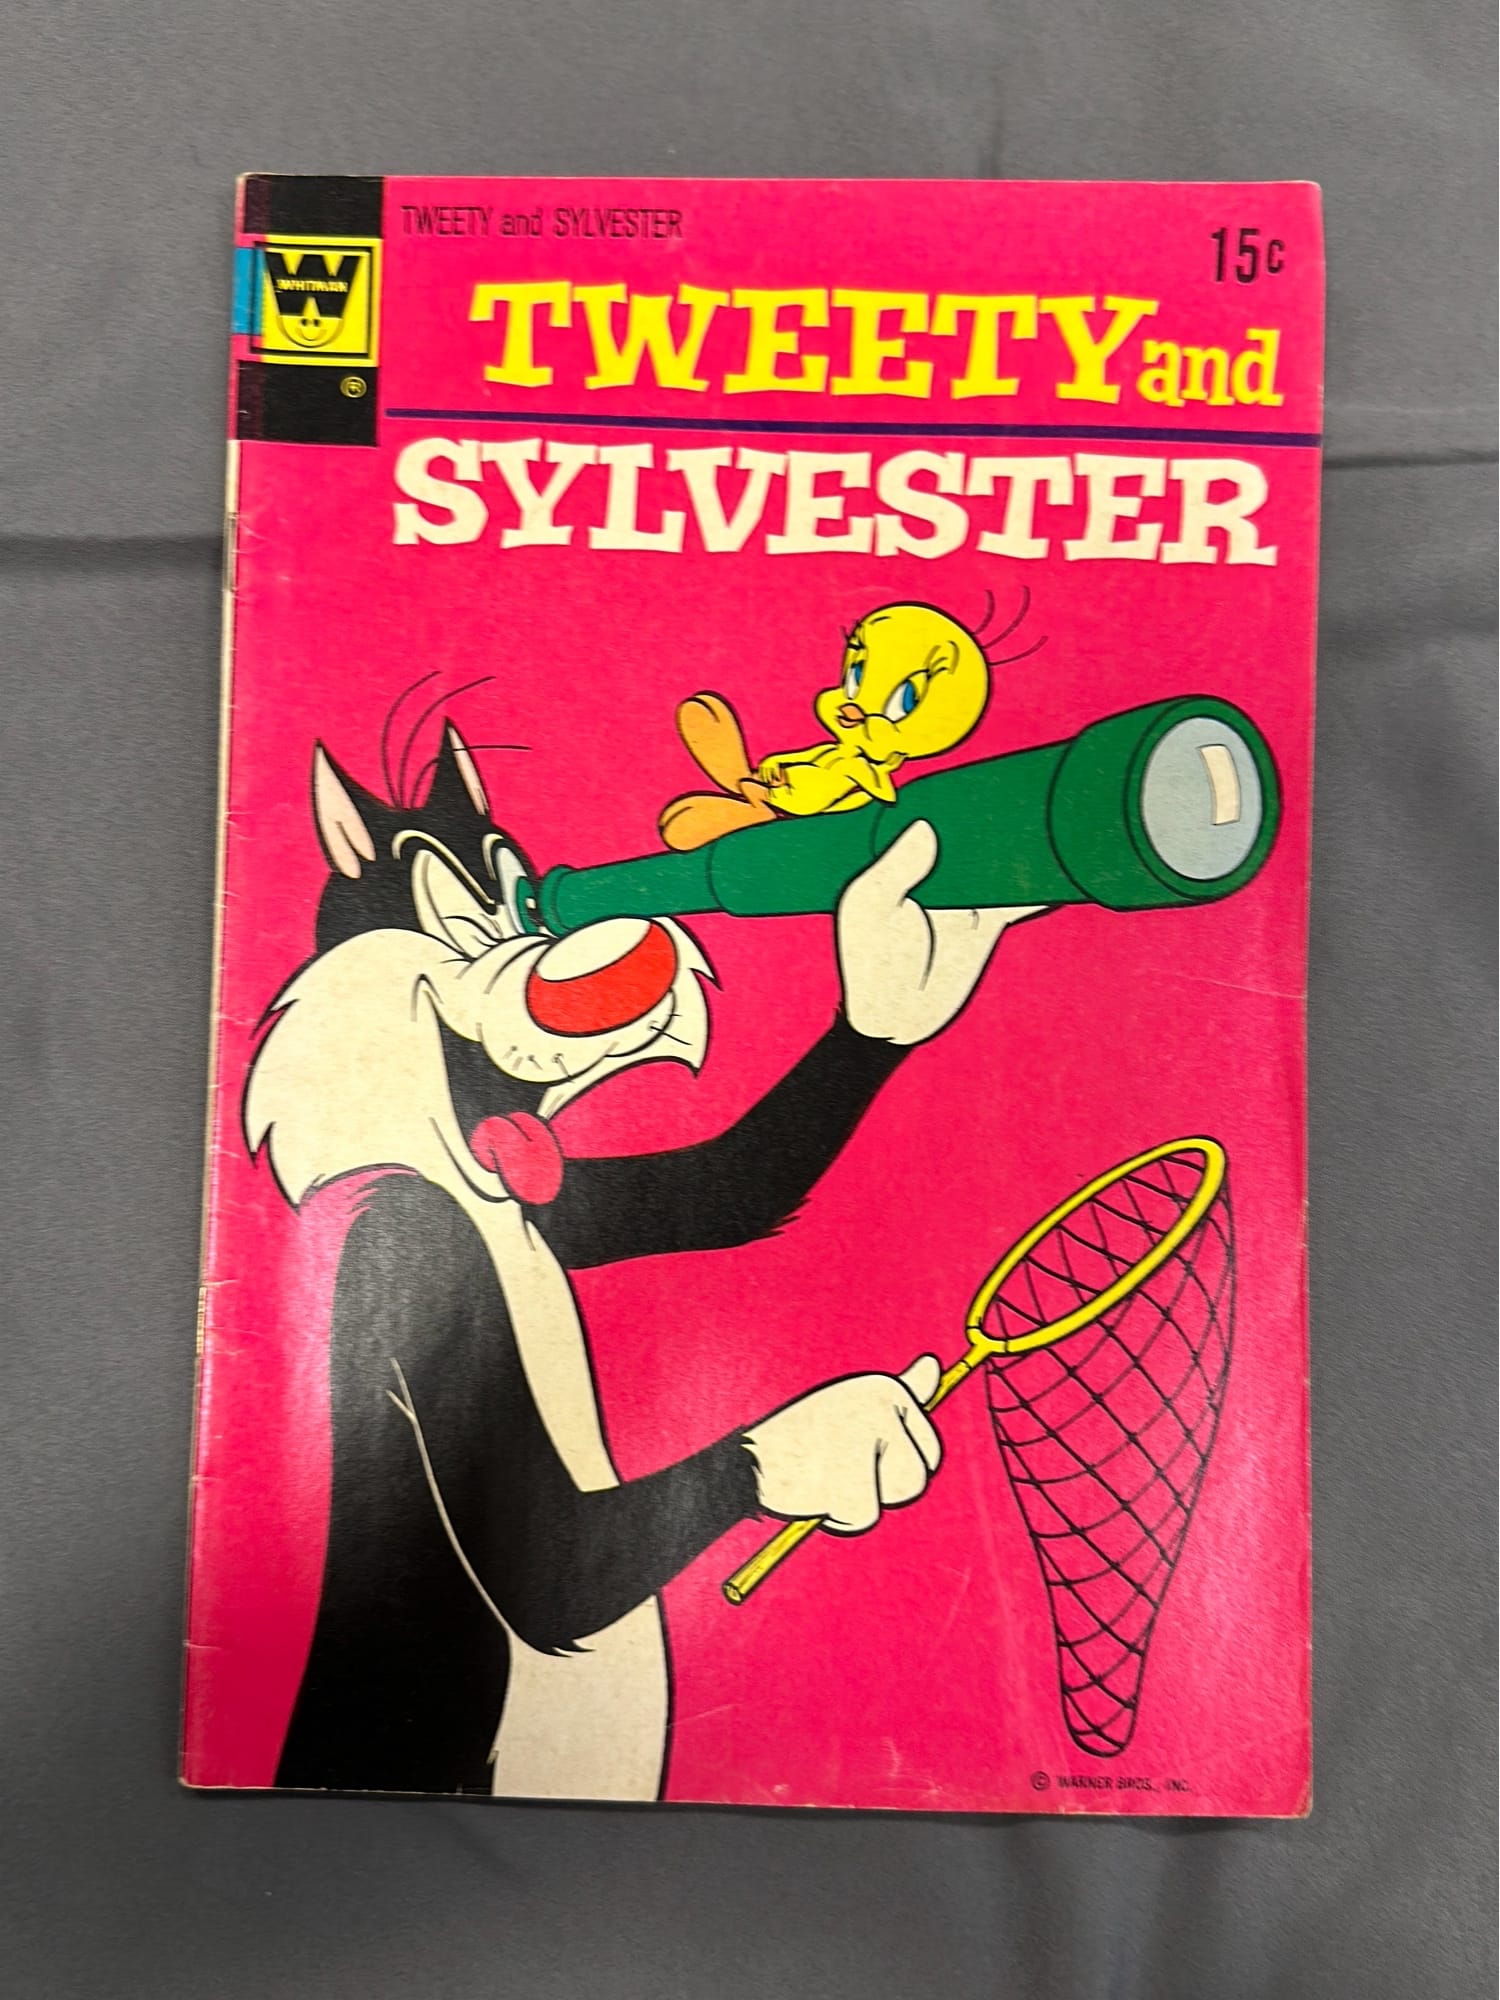 TWEETY and SYLVESTER
15¢
WHITMAN
®
TWEETY and
SYLVESTER
© WARNER BROS., INC.